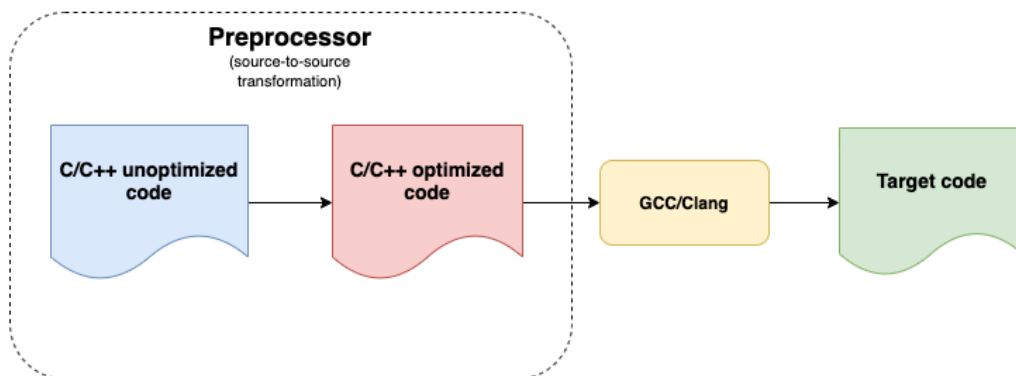 Preprocessor
(source-to-source
transformation)
C/C++ unoptimized
code
C/C++ optimized
code
GCC/Clang
Target code